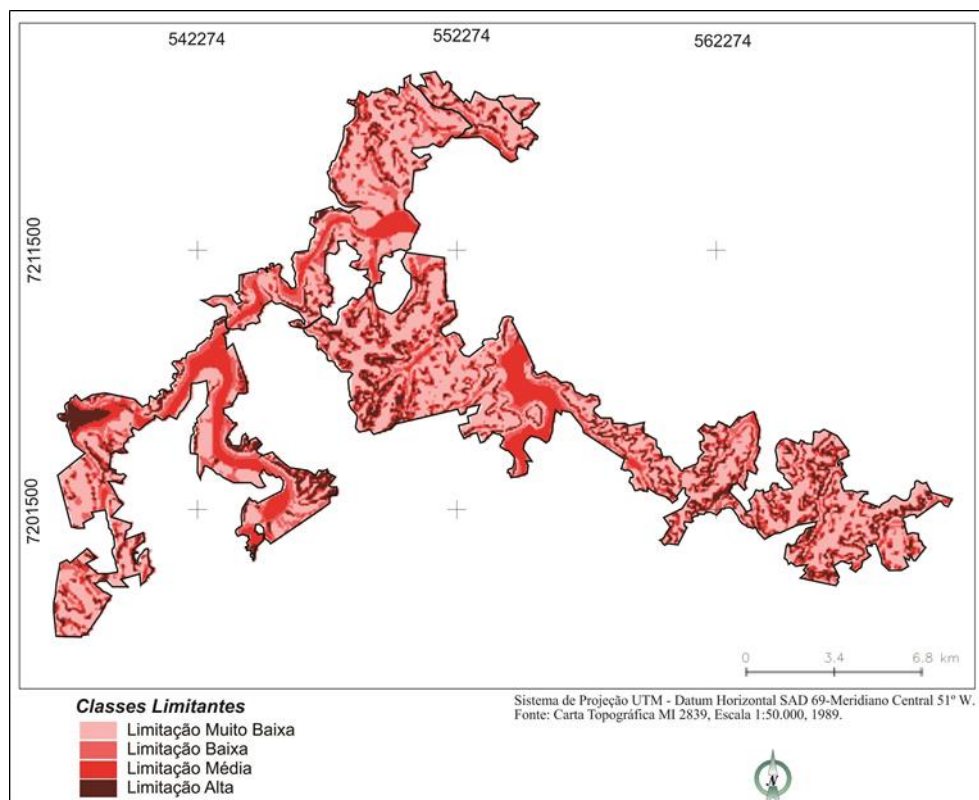 542274
552274
562274
7211500
7201500
0 3.4 6.8 km
Classes Limitantes
Limitação Muito Baixa
Limitação Baixa
Limitação Média
Limitação Alta
Sistema de Projeção UTM - Datum Horizontal SAD 69-Meridiano Central 51º W.
Fonte: Carta Topográfica MI 2839, Escala 1:50.000, 1989.
N